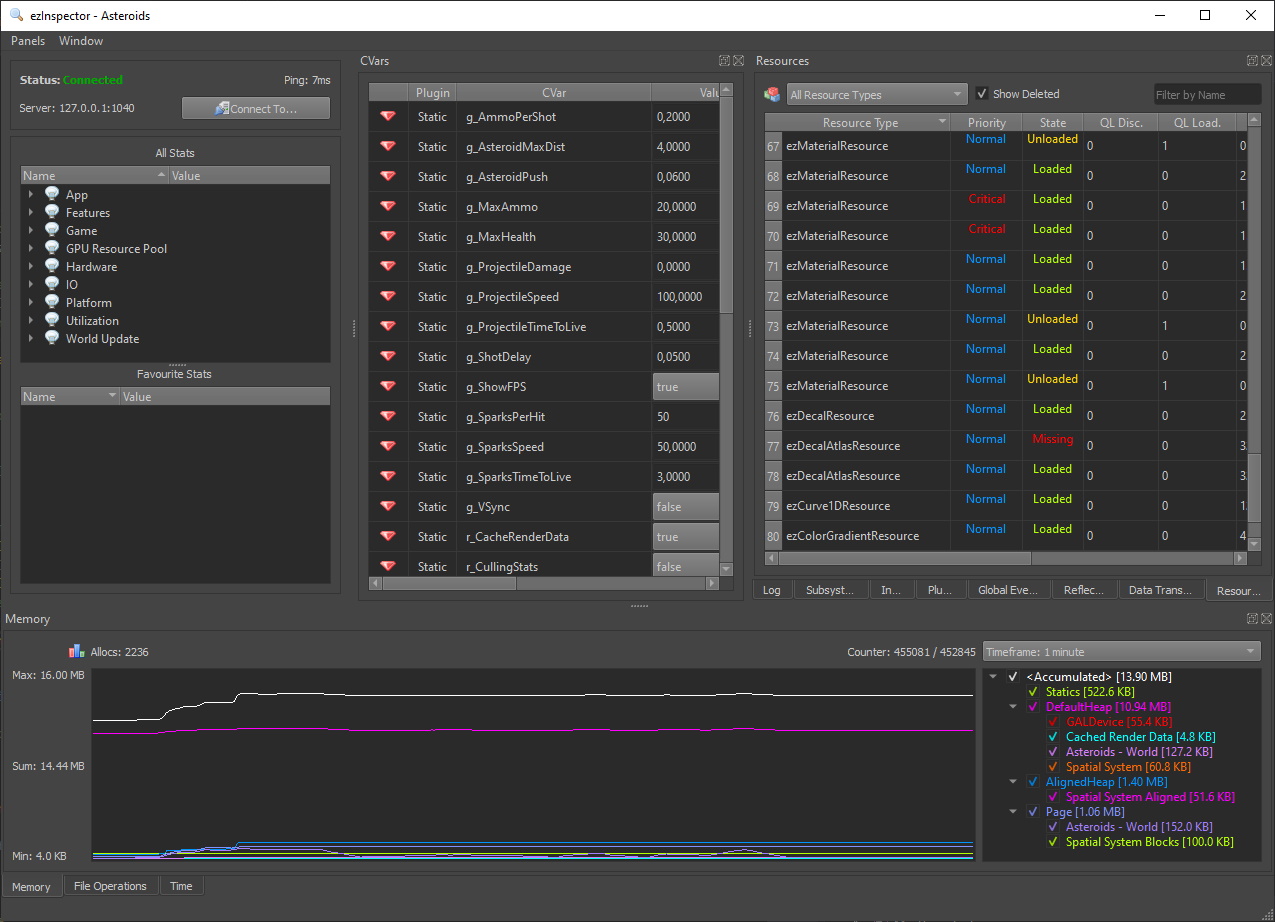 ezInspector - Asteroids
Panels Window
Status: Connected Ping: 7ms
Server: 127.0.0.1:1040 Connect To...
All Stats
Name Value
App
Features
Game
GPU Resource Pool
Hardware
IO
Platform
Utilization
World Update
Favourite Stats
Name Value
CVars
Plugin CVar Valu
Static g_AmmoPerShot 0,2000
Static g_AsteroidMaxDist 4,0000
Static g_AsteroidPush 0,0600
Static g_MaxAmmo 20,0000
Static g_MaxHealth 30,0000
Static g_ProjectileDamage 0,0000
Static g_ProjectileSpeed 100,0000
Static g_ProjectileTimeToLive 0,5000
Static g_ShotDelay 0,0500
Static g_ShowFPS true
Static g_SparksPerHit 50
Static g_SparksSpeed 50,0000
Static g_SparksTimeToLive 3,0000
Static g_VSync false
Static r_CacheRenderData true
Static r_CullingStats false
Resources
All Resource Types Show Deleted Filter by Name
Resource Type Priority State QL Disc. QL Load.
67 ezMaterialResource Normal Unloaded 0 1 0
68 ezMaterialResource Normal Loaded 0 0 2
69 ezMaterialResource Critical Loaded 0 0 1
70 ezMaterialResource Critical Loaded 0 0 1
71 ezMaterialResource Normal Loaded 0 0 1
72 ezMaterialResource Normal Loaded 0 0 2
73 ezMaterialResource Normal Unloaded 0 1 0
74 ezMaterialResource Normal Loaded 0 0 2
75 ezMaterialResource Normal Unloaded 0 1 0
76 ezDecalResource Normal Loaded 0 0 2
77 ezDecalAtlasResource Normal Missing 0 0 3.
78 ezDecalAtlasResource Normal Loaded 0 0 3.
79 ezCurve1DResource Normal Loaded 0 0 1.
80 ezColorGradientResource Normal Loaded 0 0 4
Log Subsyst... In... Plu... Global Eve... Reflec... Data Trans... Resour...
Memory
Allocs: 2236 Counter: 455081 / 452845 Timeframe: 1 minute
Max: 16.00 MB
Sum: 14.44 MB
Min: 4.0 KB
<Accumulated> [13.90 MB]
Statics [522.6 KB]
DefaultHeap [10.94 MB]
GALDevice [55.4 KB]
Cached Render Data [4.8 KB]
Asteroids - World [127.2 KB]
Spatial System [60.8 KB]
AlignedHeap [1.40 MB]
Spatial System Aligned [51.6 KB]
Page [1.06 MB]
Asteroids - World [152.0 KB]
Spatial System Blocks [100.0 KB]
Memory File Operations Time